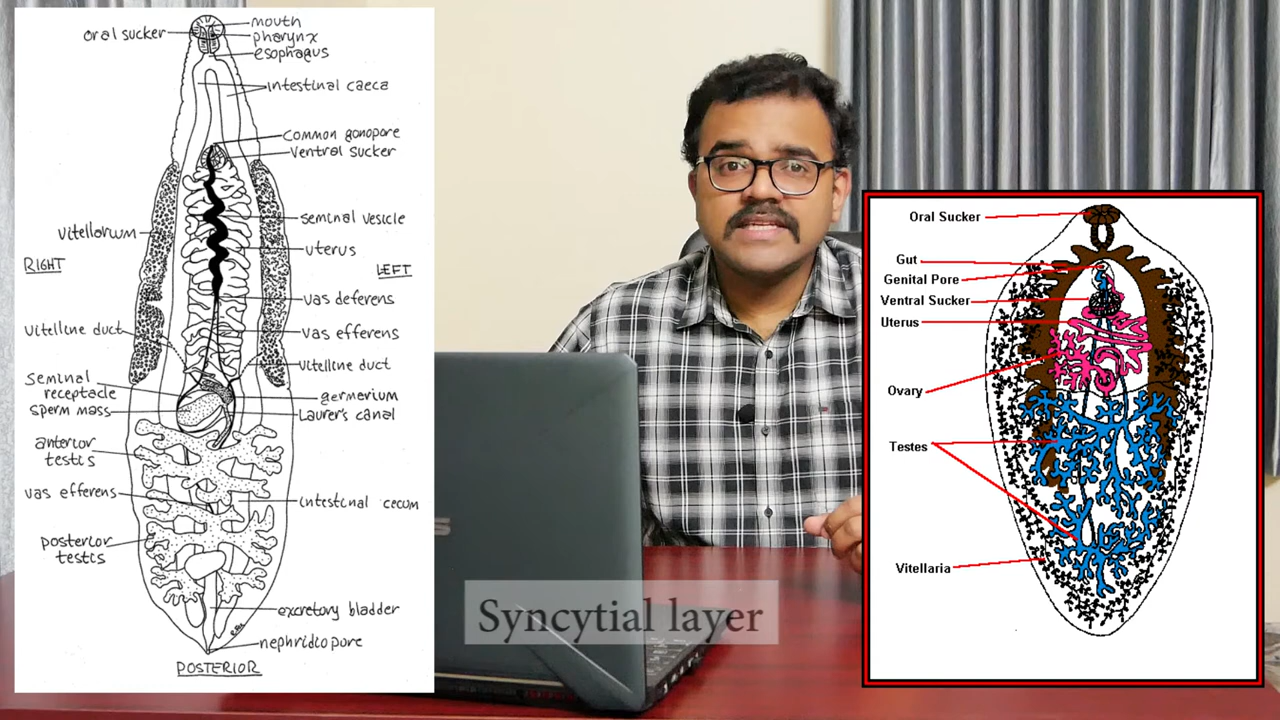 oral sucker
mouth
pharynx
esophagus
intestinal caeca
common gonopore
ventral sucker
seminal vesicle
vitellarium
uterus
RIGHT
LEFT
vas deferens
vitelline duct
vas efferens
vitelline duct
seminal
receptacle
germarium
sperm mass
Laurer's canal
anterior
testis
vas efferens
intestinal cecum
posterior
testis
excretory bladder
nephridiopore
POSTERIOR
Syncytial layer
Oral Sucker
Gut
Genital Pore
Ventral Sucker
Uterus
Ovary
Testes
Vitellaria